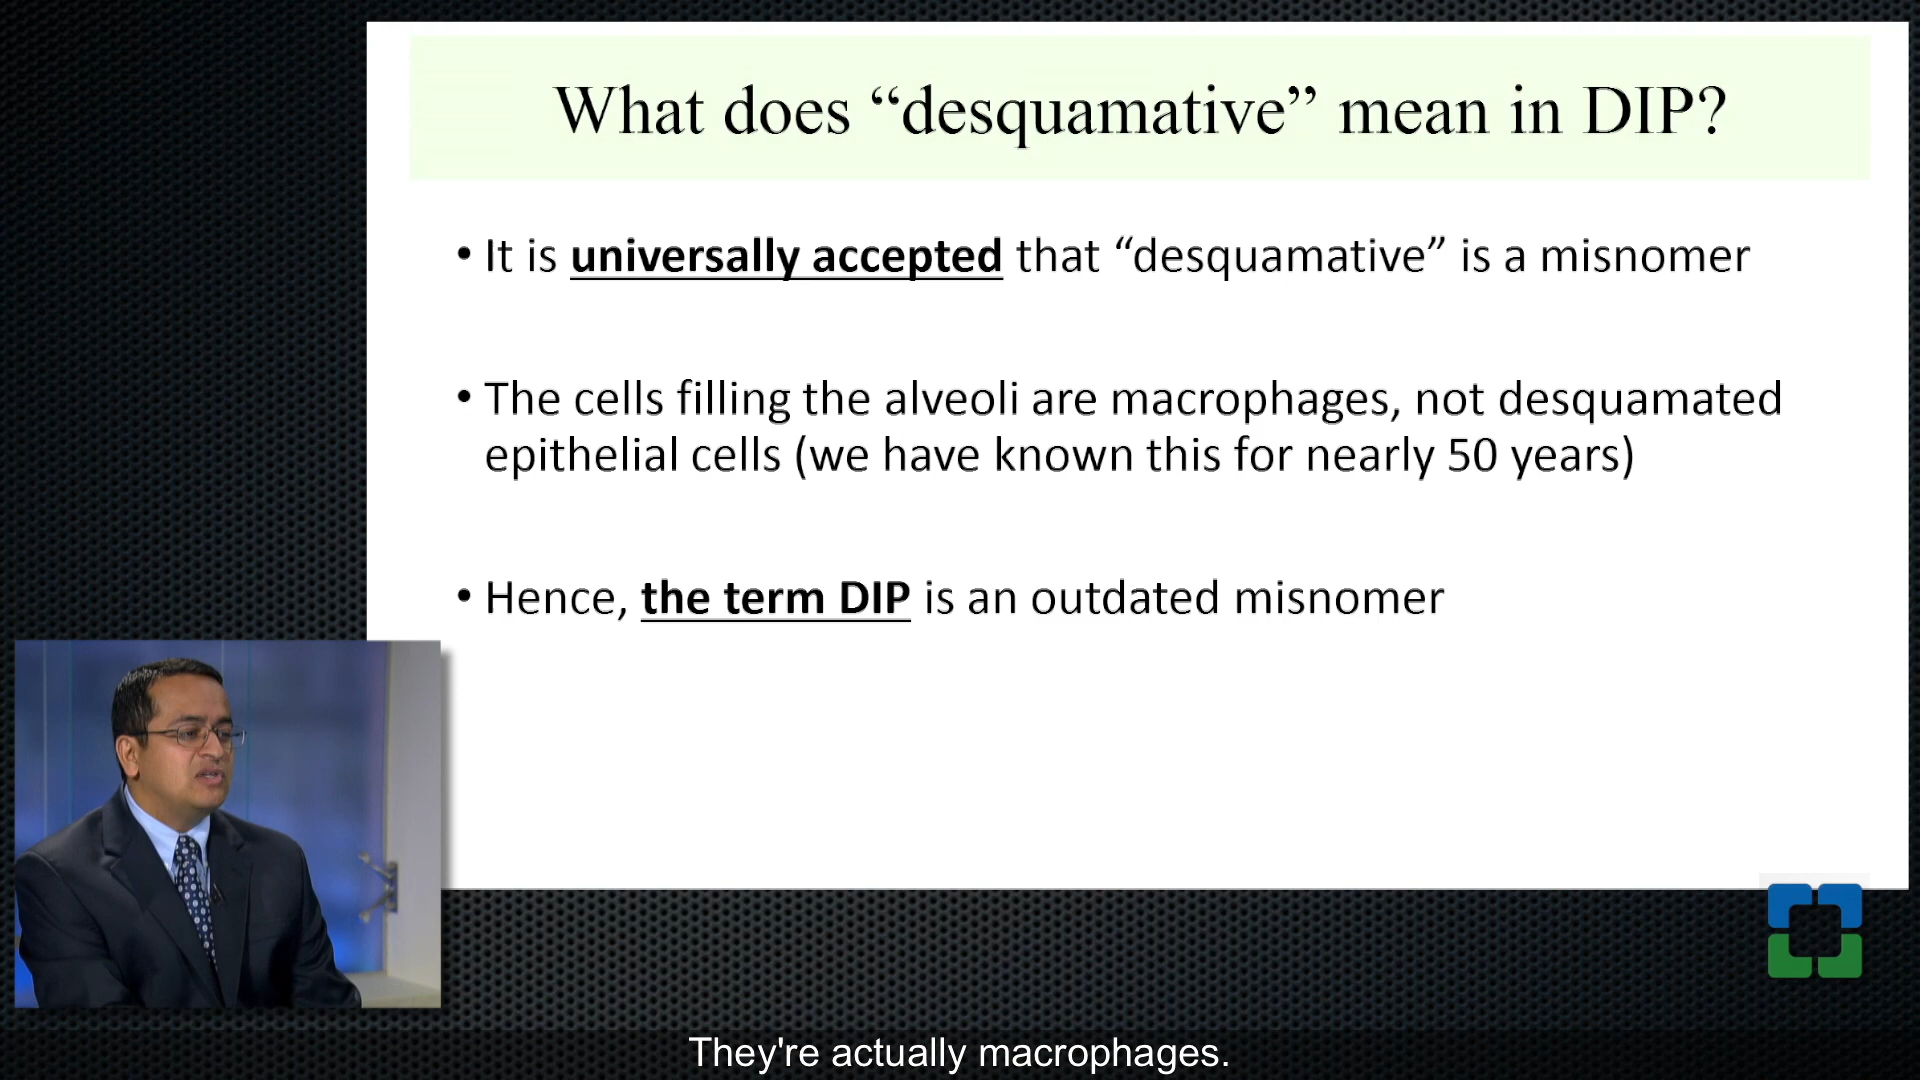 What does “desquamative” mean in DIP?
• It is universally accepted that “desquamative” is a misnomer
• The cells filling the alveoli are macrophages, not desquamated
epithelial cells (we have known this for nearly 50 years)
• Hence, the term DIP is an outdated misnomer
They're actually macrophages.